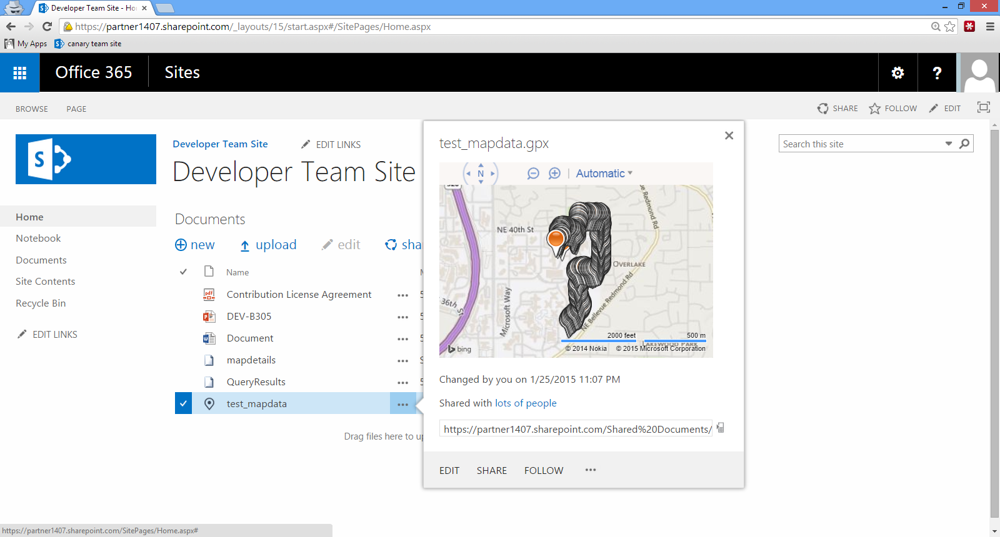 Developer Team Site - Ho
https://partner1407.sharepoint.com/_layouts/15/start.aspx#/SitePages/Home.aspx
My Apps
canary team site
Office 365
Sites
?
BROWSE
PAGE
SHARE
FOLLOW
EDIT
S
Developer Team Site
EDIT LINKS
Developer Team Site
Search this site
Home
Notebook
Documents
Site Contents
Recycle Bin
EDIT LINKS
Documents
new
upload
edit
sha
Name
Contribution License Agreement
DEV-B305
Document
mapdetails
QueryResults
test_mapdata
Drag files here to up
test_mapdata.gpx
N
Automatic
520
NE 40th St
Bellevue Redmond Rd
OVERLAKE
Microsoft Way
36th St
NE Bellevue Redmond Rd
2000 feet
500 m
LAKEWOOD PARK
bing
© 2014 Nokia
© 2015 Microsoft Corporation
Changed by you on 1/25/2015 11:07 PM
Shared with lots of people
https://partner1407.sharepoint.com/Shared%20Documents/
EDIT
SHARE
FOLLOW
https://partner1407.sharepoint.com/SitePages/Home.aspx#